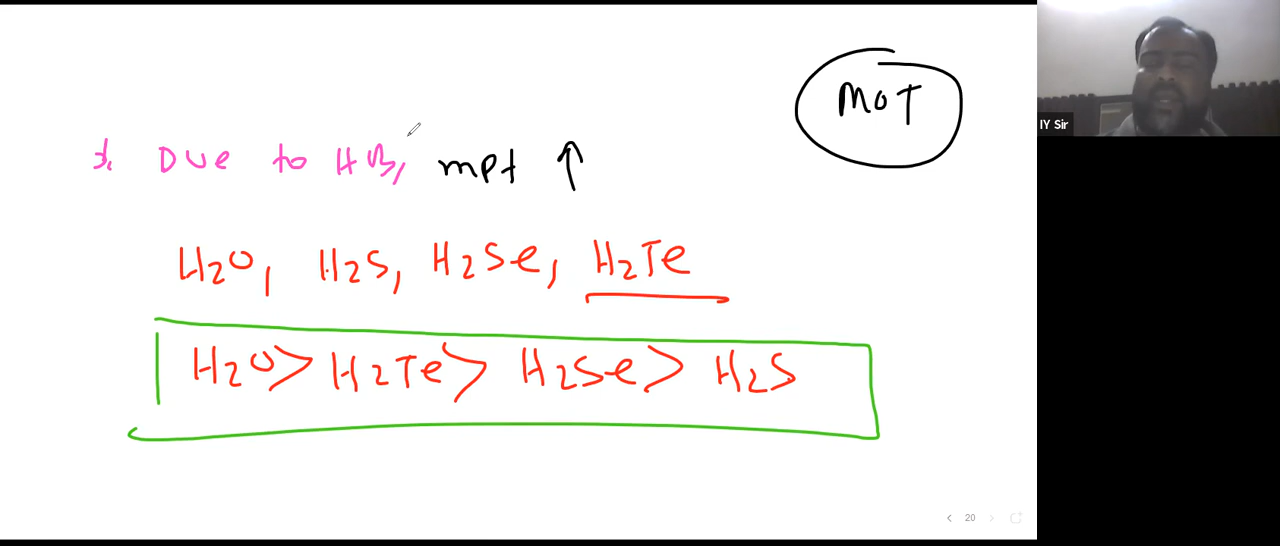 MOT
IY Sir
* Due to HB, mpt ↑
H₂O, H₂S, H₂Se, H₂Te
H₂O > H₂Te > H₂Se > H₂S
20